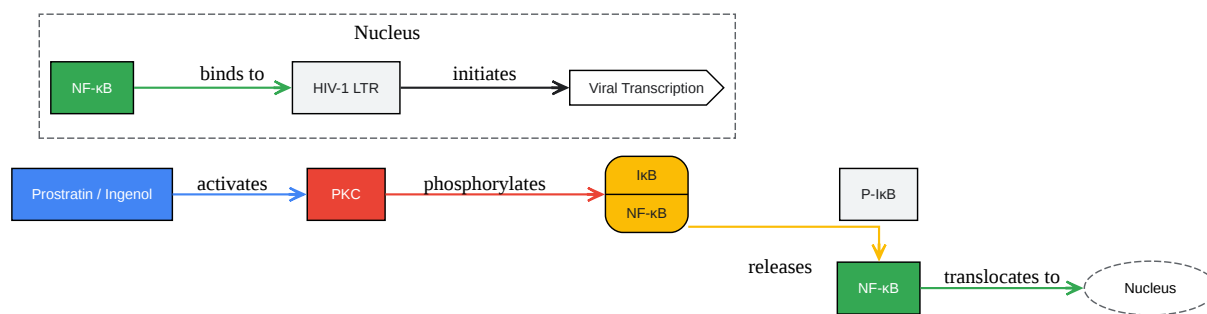 Nucleus
NF-κB
binds to
HIV-1 LTR
initiates
Viral Transcription
Prostratin / Ingenol
activates
PKC
phosphorylates
IκB
NF-κB
P-IκB
releases
NF-κB
translocates to
Nucleus